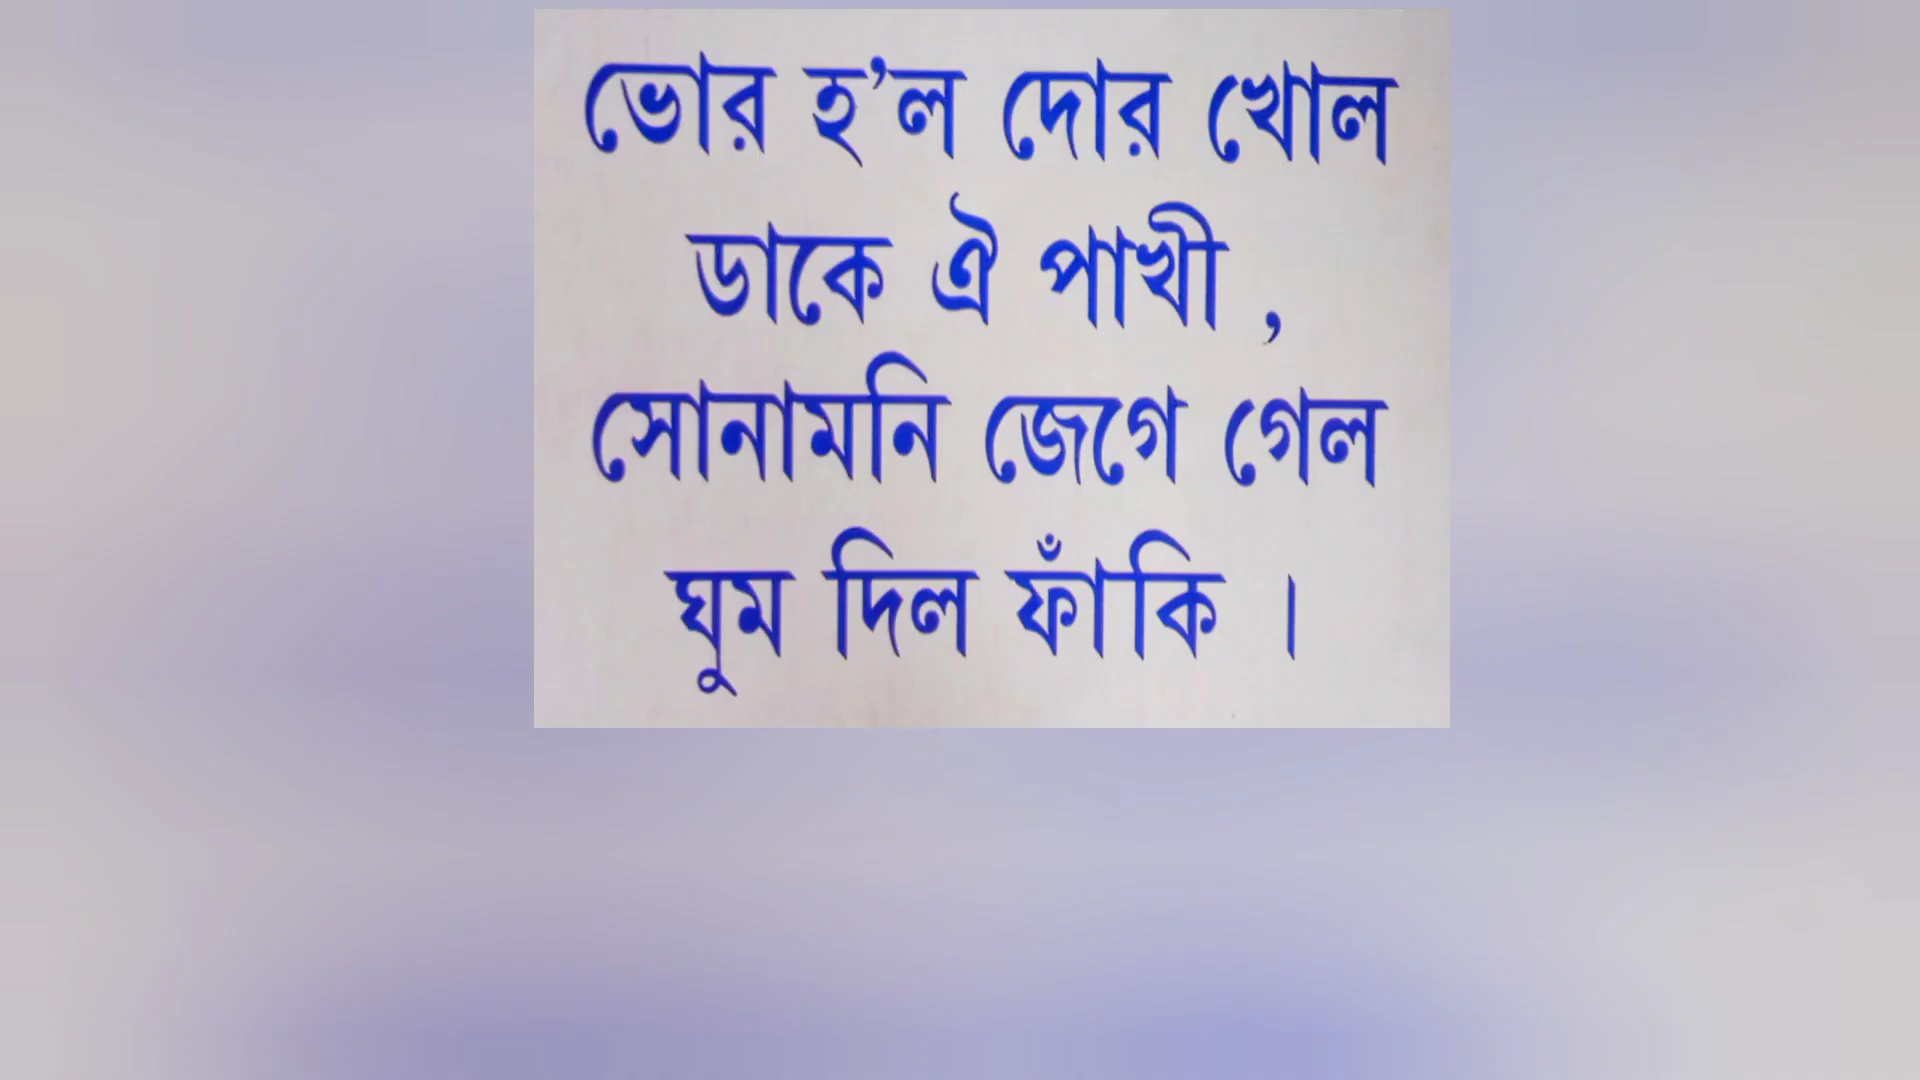 ভোর হ’ল দোর খোল
ডাকে ঐ পাখী ,
সোনামনি জেগে গেল
ঘুম দিল ফাঁকি ।